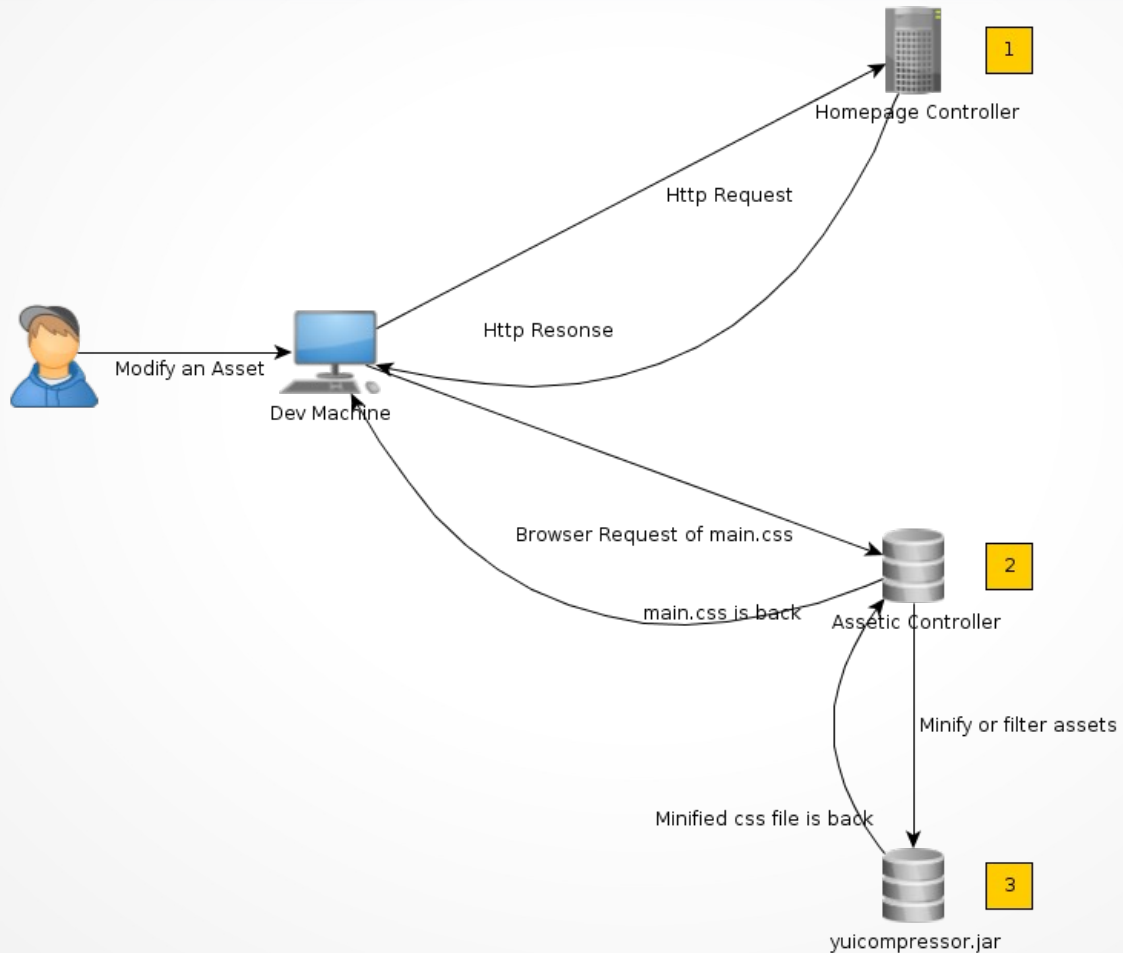 1
Homepage Controller
Http Request
Http Resonse
Modify an Asset
Dev Machine
Browser Request of main.css
2
main.css is back
Assetic Controller
Minify or filter assets
Minified css file is back
3
yuicompressor.jar